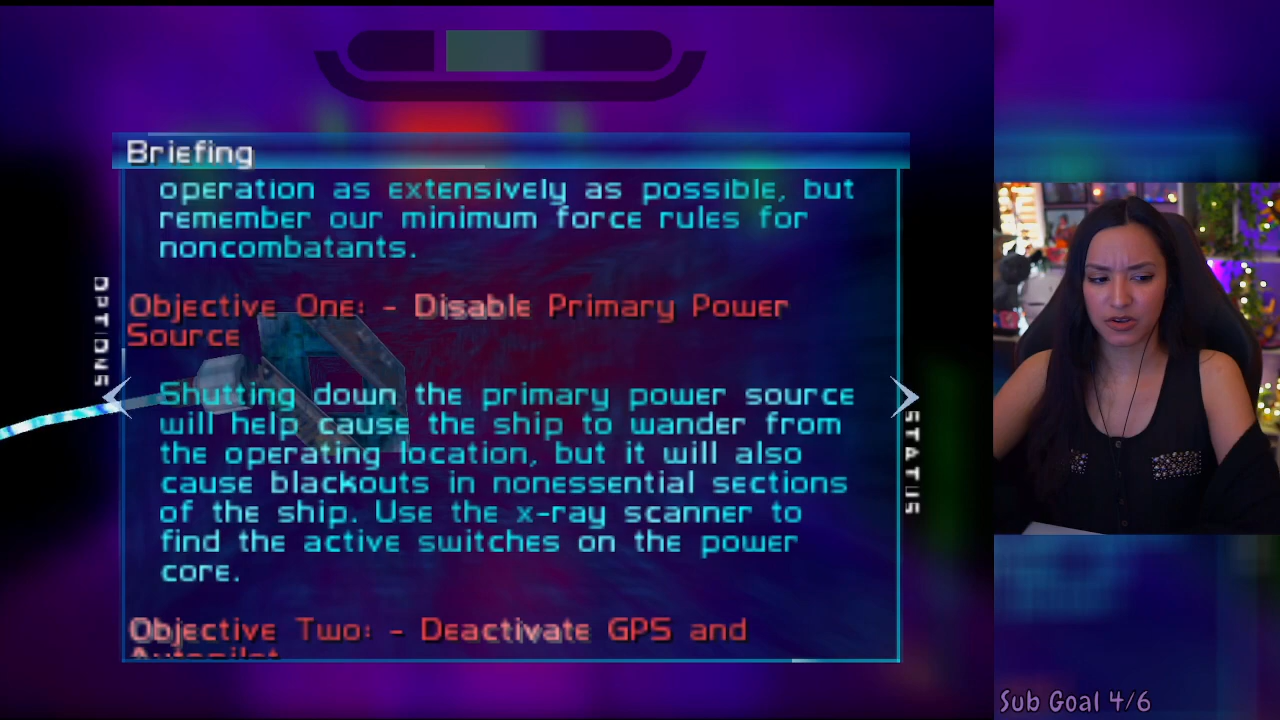 Briefing
operation as extensively as possible, but
remember our minimum force rules for
noncombatants.
OPTIONS
Objective One: - Disable Primary Power
Source
Shutting down the primary power source
will help cause the ship to wander from
the operating location, but it will also
cause blackouts in nonessential sections
of the ship. Use the x-ray scanner to
find the active switches on the power
core.
STATUS
Objective Two: - Deactivate GPS and
Autopilot
Sub Goal 4/6